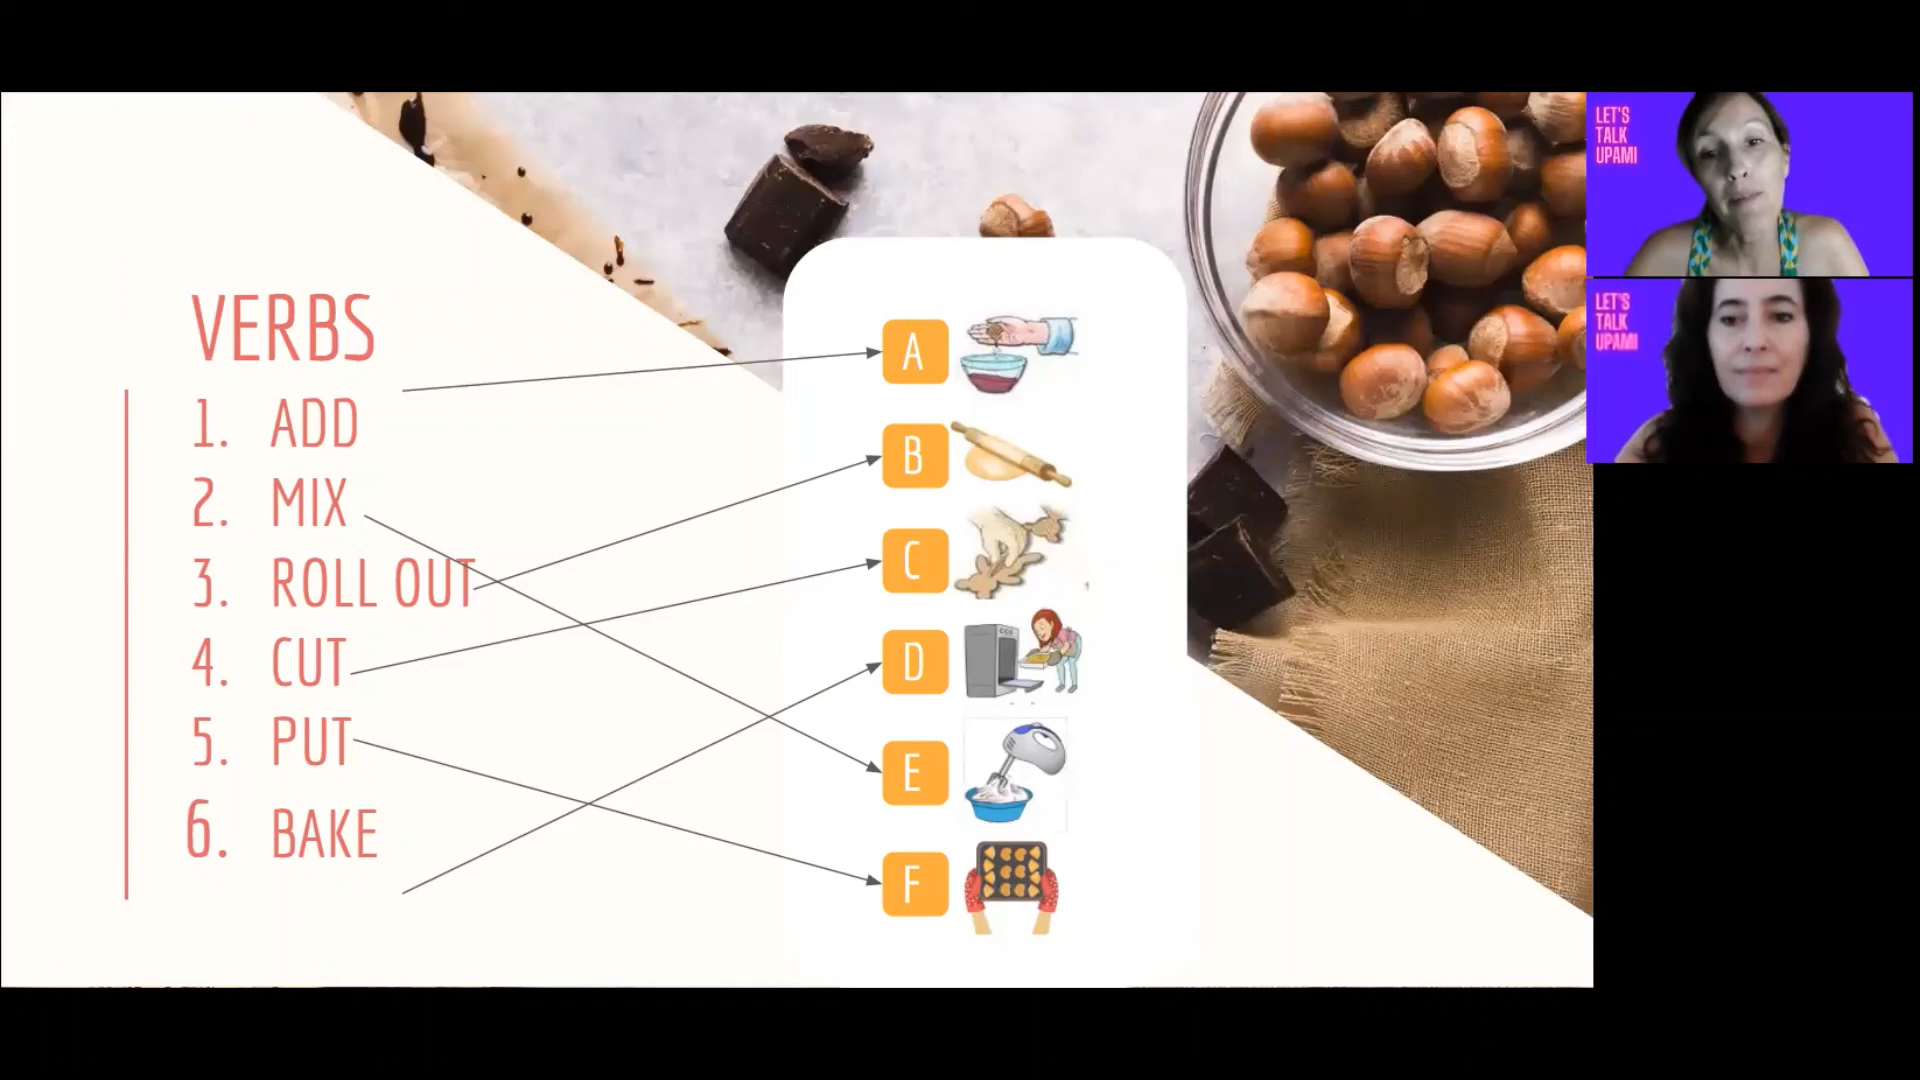 VERBS
1. ADD
2. MIX
3. ROLL OUT
4. CUT
5. PUT
6. BAKE
A
B
C
D
E
F
LET'S
TALK
UPAMI
LET'S
TALK
UPAMI